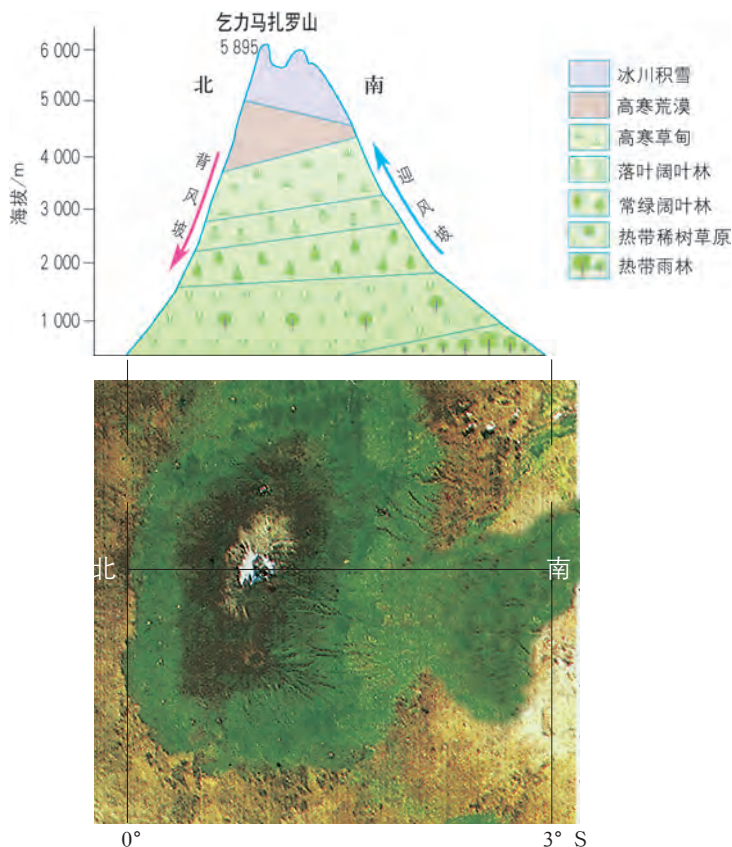 乞力马扎罗山
5 895
6 000
5 000
4 000
3 000
2 000
1 000
海拔/m
北
南
背风坡
迎风坡
冰川积雪
高寒荒漠
高寒草甸
落叶阔叶林
常绿阔叶林
热带稀树草原
热带雨林
北
南
0°
3° S